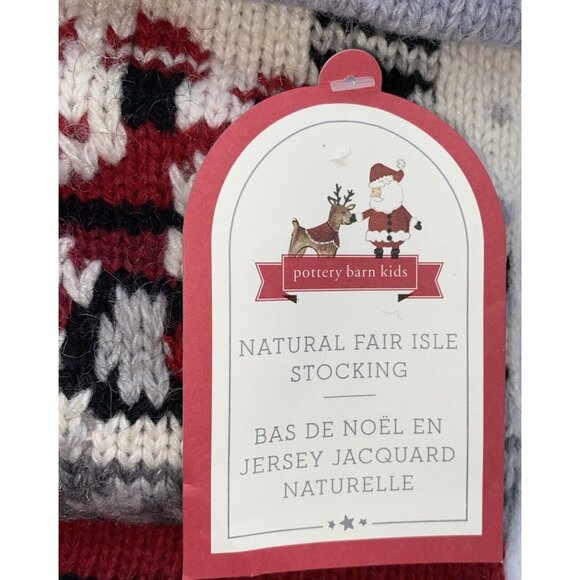 pottery barn kids
NATURAL FAIR ISLE
STOCKING
BAS DE NOËL EN
JERSEY JACQUARD
NATURELLE